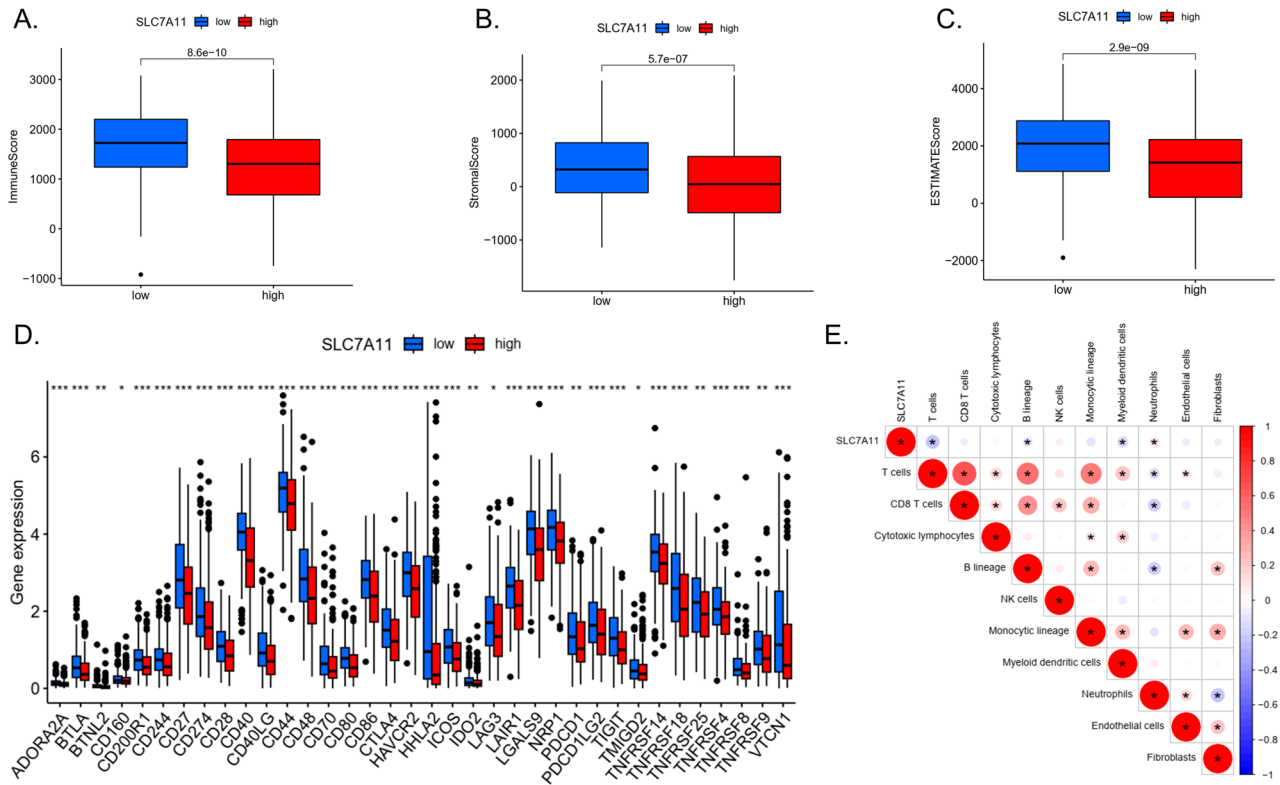 A.
SLC7A11 low high
8.6e−10
ImmuneScore
3000
2000
1000
0
−1000
low high
B.
SLC7A11 low high
5.7e−07
StromalScore
2000
1000
0
−1000
low high
C.
SLC7A11 low high
2.9e−09
ESTIMATEScore
4000
2000
0
−2000
low high
D.
SLC7A11 low high
*** *** ** * *** *** *** *** *** *** *** *** *** *** *** *** *** *** *** *** ** * *** *** *** ** *** *** * *** *** ** *** *** ** ***
Gene expression
6
4
2
0
ADORA2A
BTLA
BTNL2
CD160
CD200R1
CD244
CD27
CD274
CD28
CD40
CD40LG
CD44
CD48
CD70
CD80
CD86
CTLA4
HAVCR2
HHLA2
ICOS
IDO2
LAG3
LAIR1
LGALS9
NRP1
PDCD1
PDCD1LG2
TIGIT
TMIGD2
TNFRSF14
TNFRSF18
TNFRSF25
TNFRSF4
TNFRSF8
TNFRSF9
VTCN1
E.
SLC7A11
T cells
CD8 T cells
Cytotoxic lymphocytes
B lineage
NK cells
Monocytic lineage
Myeloid dendritic cells
Neutrophils
Endothelial cells
Fibroblasts
SLC7A11 * * * * *
T cells * * * * * * * *
CD8 T cells * * * * * *
Cytotoxic lymphocytes * * *
B lineage * * * *
NK cells *
Monocytic lineage * * * *
Myeloid dendritic cells *
Neutrophils * * *
Endothelial cells * *
Fibroblasts *
1
0.8
0.6
0.4
0.2
0
−0.2
−0.4
−0.6
−0.8
−1